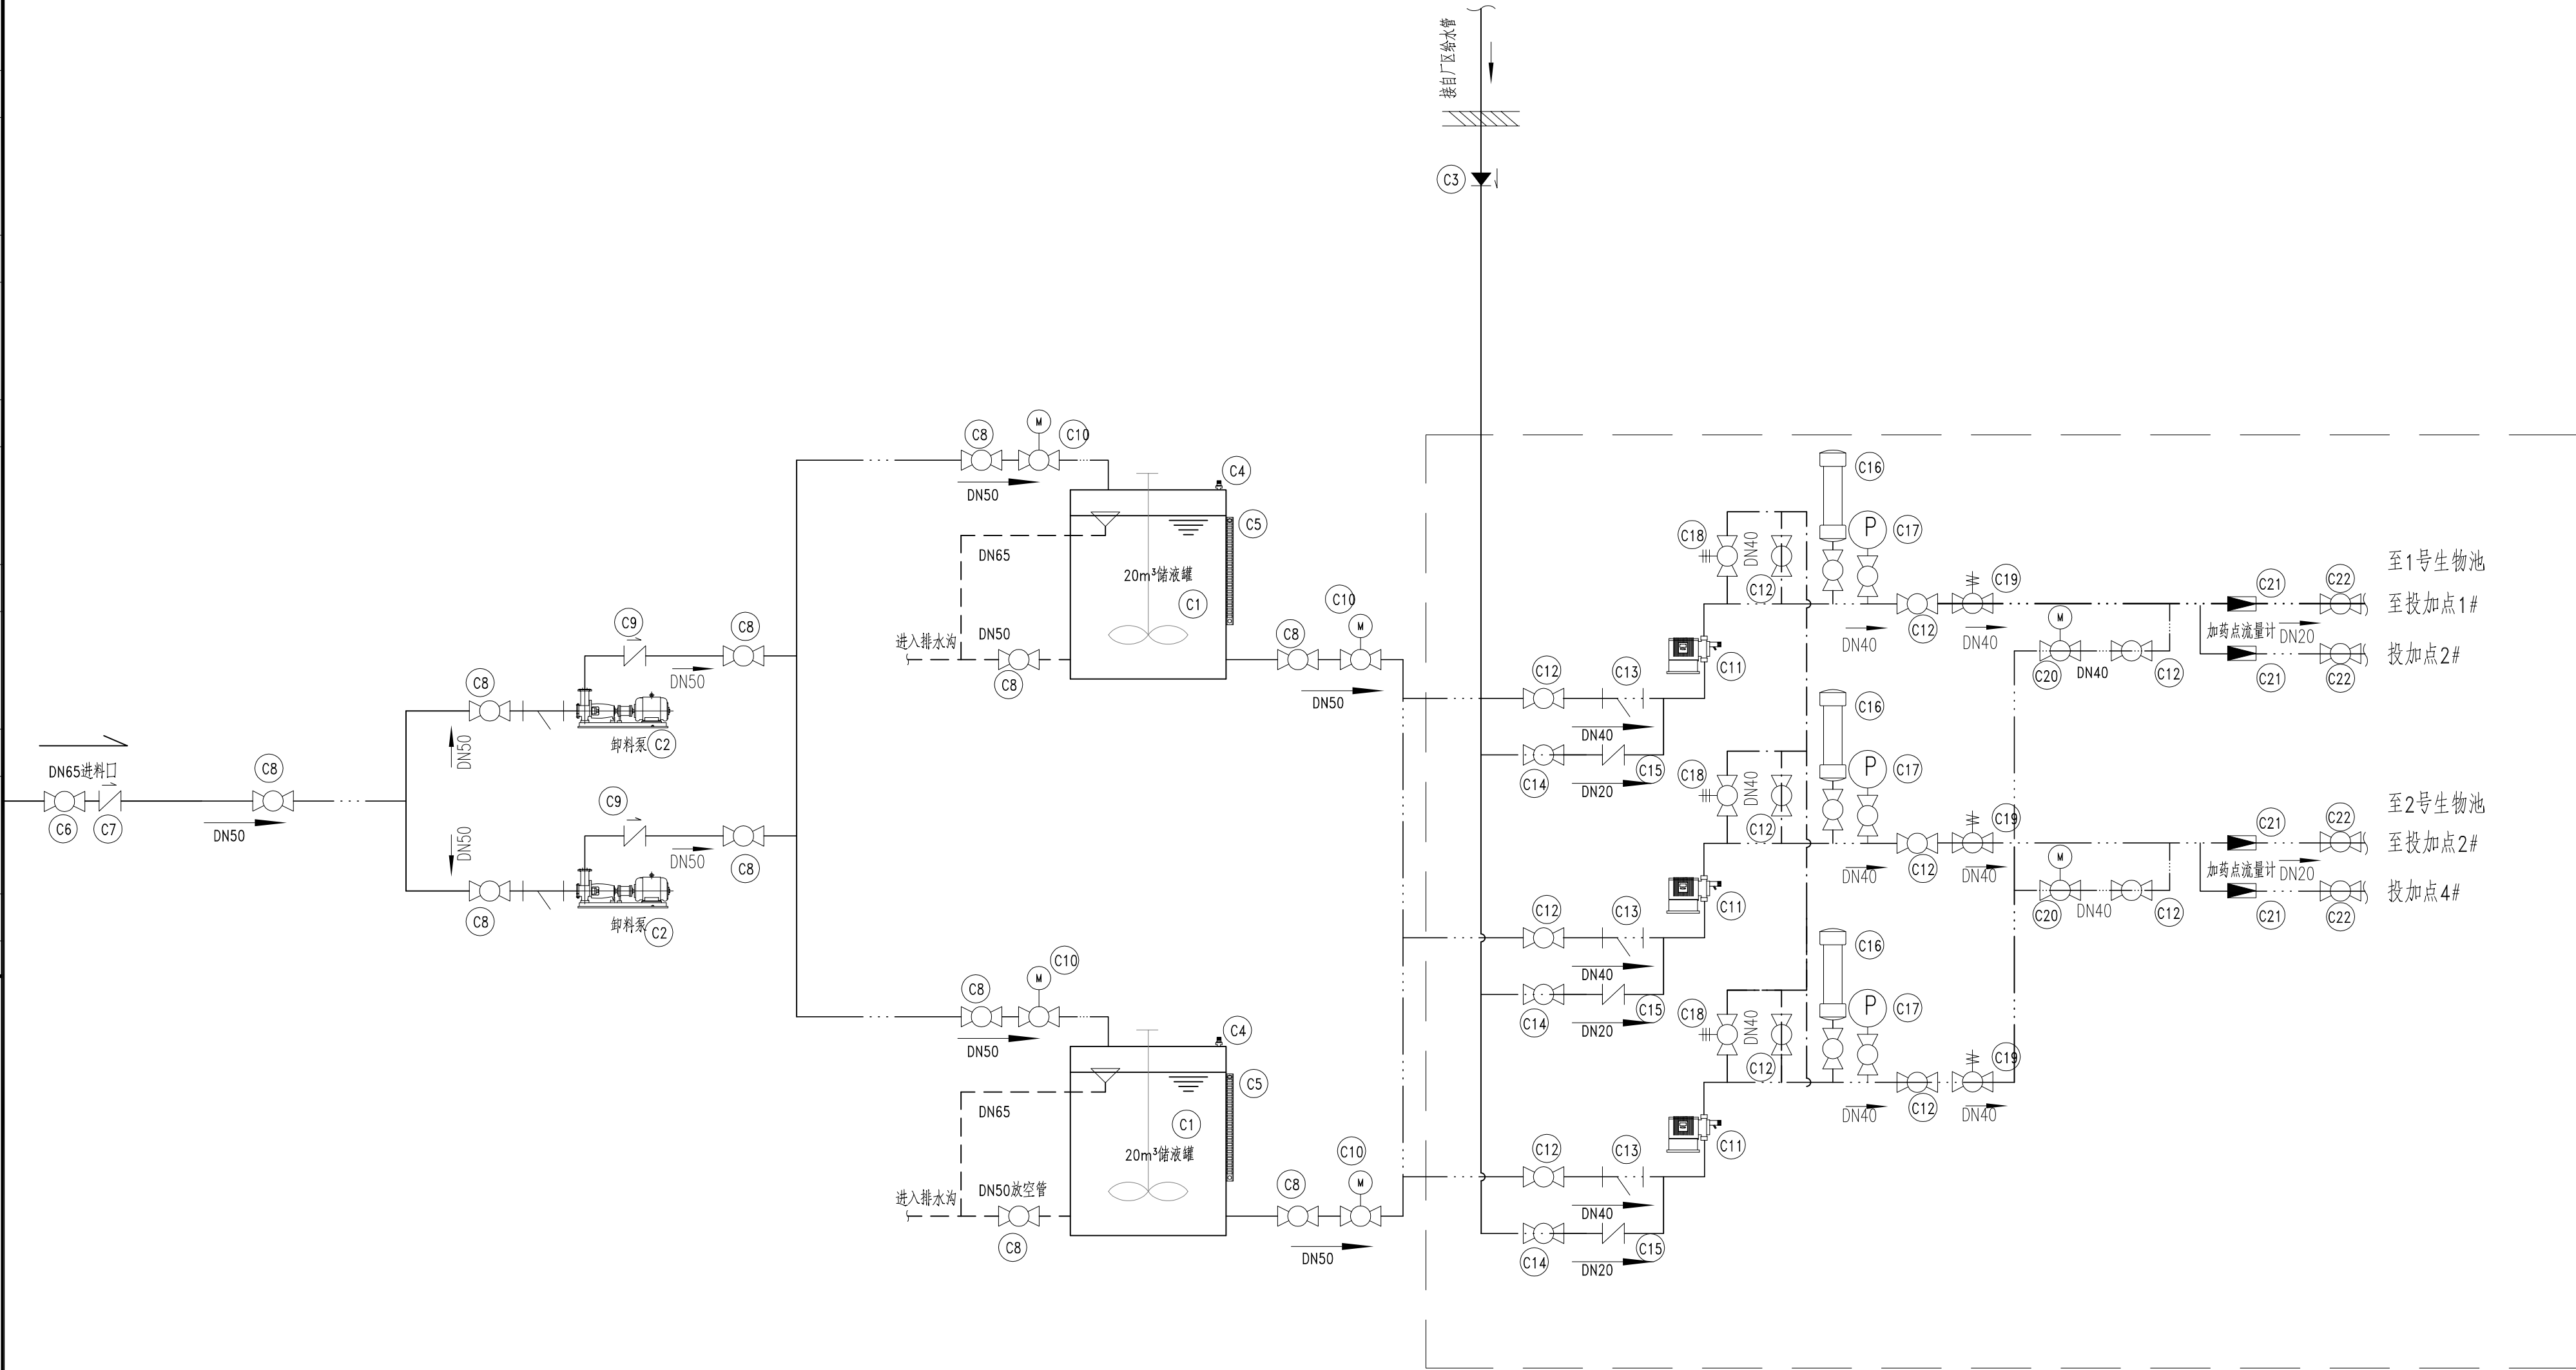 接自厂区给水管
C3
C8
M
C10
DN50
C4
C5
DN65
20m³储液罐
C1
DN50
进入排水沟
C8
C8
C10
M
DN50
C9
C8
DN50
C8
卸料泵
C2
DN50
DN65进料口
C6
C7
C8
DN50
DN50
C9
DN50
C8
C8
卸料泵
C2
C8
M
C10
DN50
C4
C5
DN65
C1
20m³储液罐
DN50放空管
进入排水沟
C8
C8
C10
M
DN50
C16
C18
DN40
P
C17
C12
C11
C12
C13
DN40
C14
C15
DN20
DN40
C12
C19
DN40
M
C20
DN40
C12
C21
C22
至1号生物池
至投加点1#
加药点流量计
DN20
C21
C22
投加点2#
C16
C18
DN40
P
C17
C12
C11
C12
C13
DN40
C14
C15
DN20
DN40
C12
C19
DN40
M
C20
DN40
C12
C21
C22
至2号生物池
至投加点2#
加药点流量计
DN20
C21
C22
投加点4#
C16
C18
DN40
P
C17
C12
C11
C12
C13
DN40
C14
C15
DN20
DN40
C12
C19
DN40